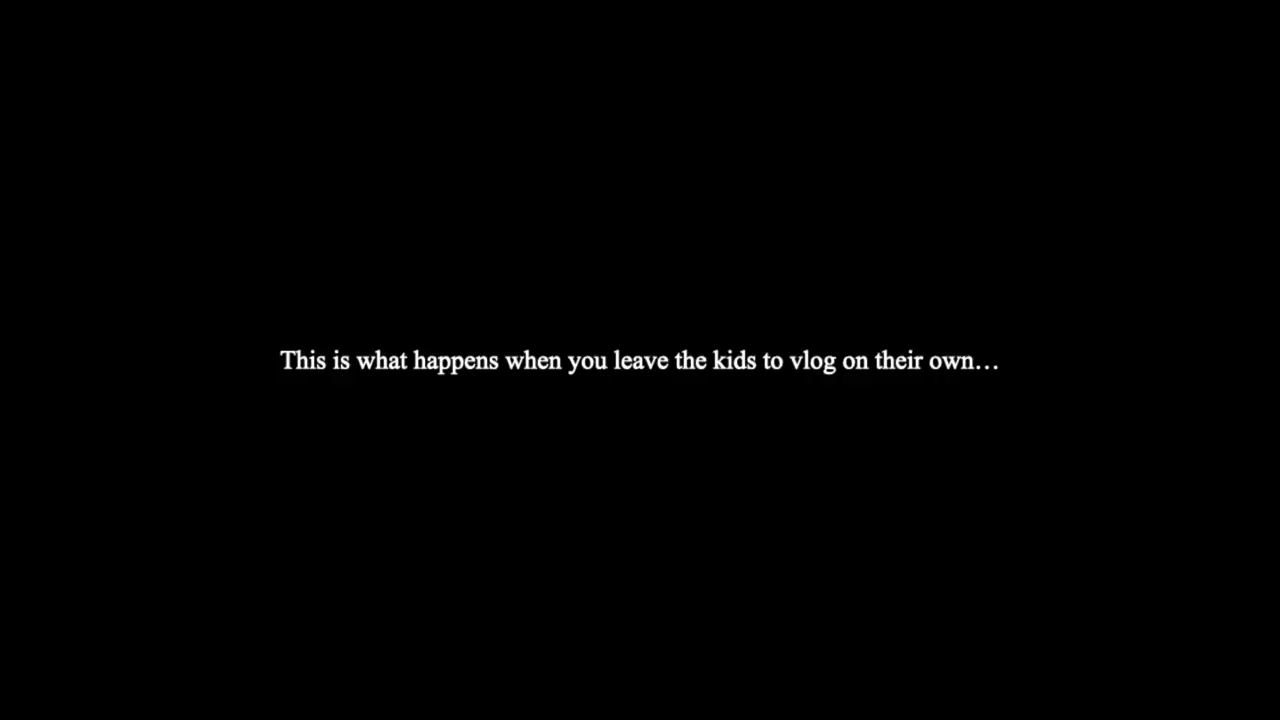 This is what happens when you leave the kids to vlog on their own…